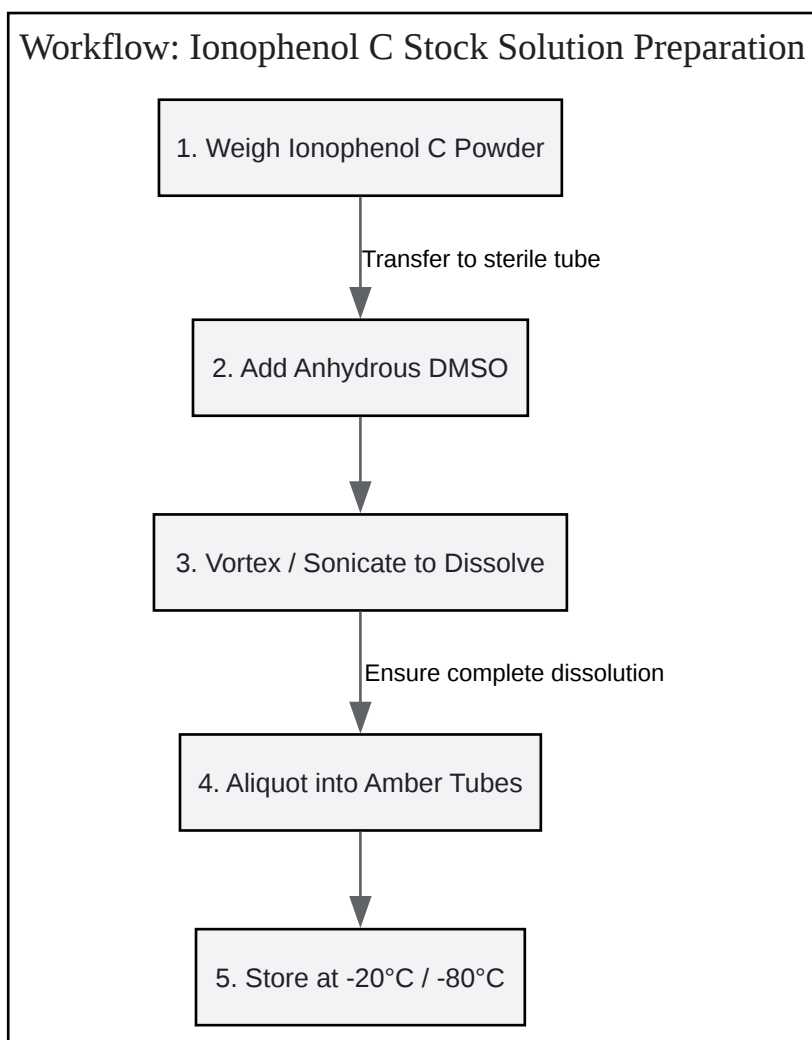 Workflow: Ionophenol C Stock Solution Preparation
1. Weigh Ionophenol C Powder
Transfer to sterile tube
2. Add Anhydrous DMSO
3. Vortex / Sonicate to Dissolve
Ensure complete dissolution
4. Aliquot into Amber Tubes
5. Store at -20°C / -80°C